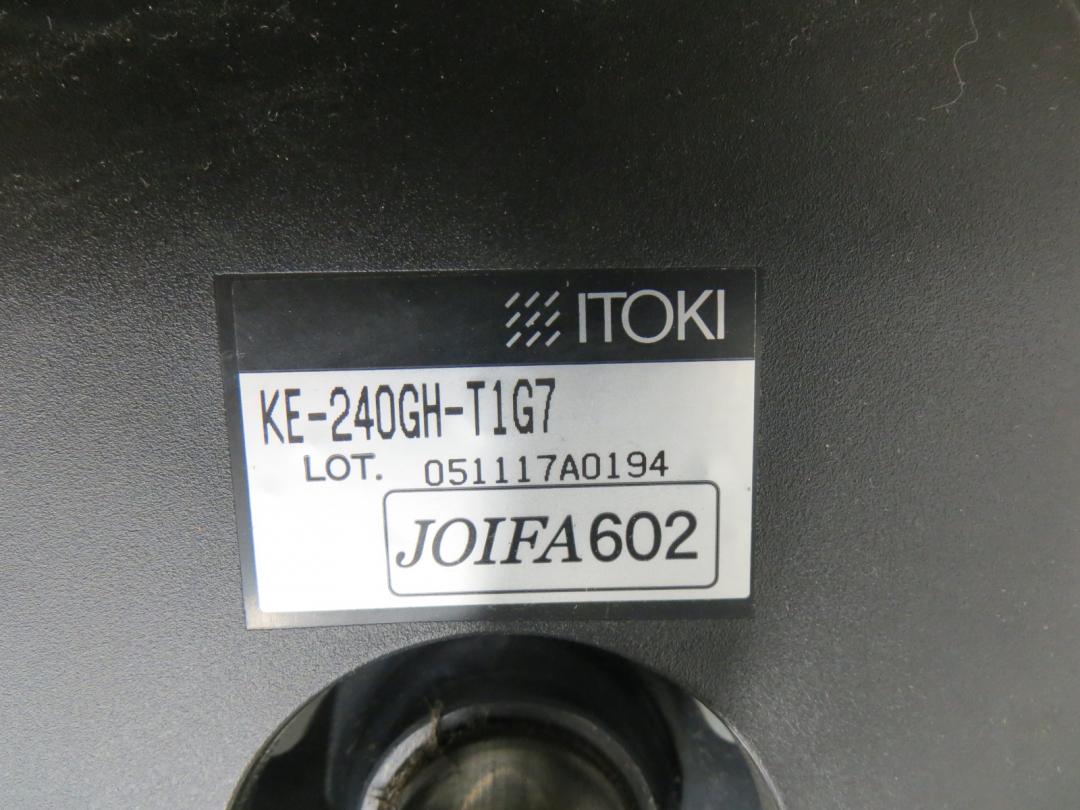 ITOKI
KE-240GH-T1G7
LOT. 051117A0194
JOIFA602